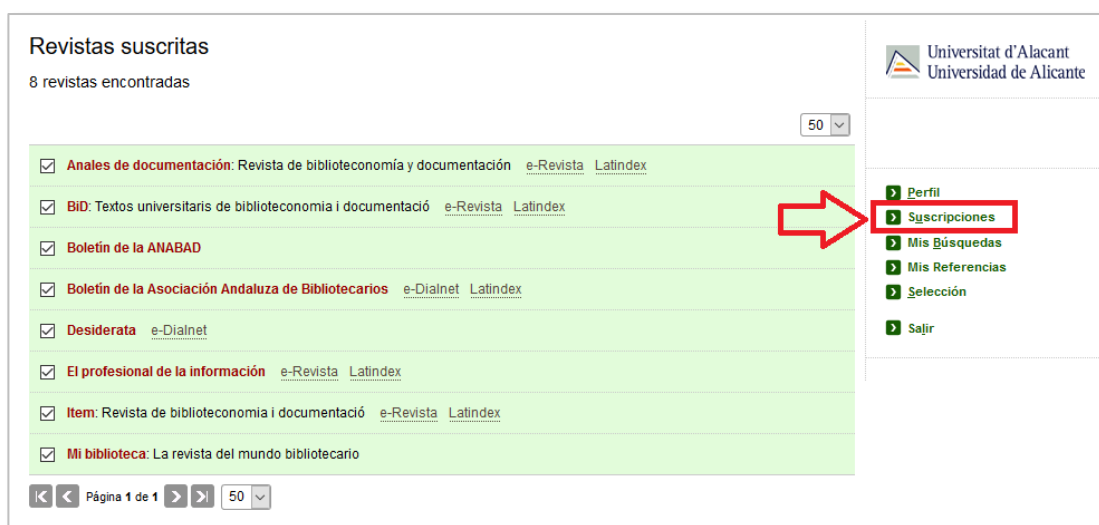 Revistas suscritas
8 revistas encontradas
50
Anales de documentación: Revista de biblioteconomía y documentación e-Revista Latindex
BiD: Textos universitaris de biblioteconomia i documentació e-Revista Latindex
Boletín de la ANABAD
Boletín de la Asociación Andaluza de Bibliotecarios e-Dialnet Latindex
Desiderata e-Dialnet
El profesional de la información e-Revista Latindex
Item: Revista de biblioteconomia i documentació e-Revista Latindex
Mi biblioteca: La revista del mundo bibliotecario
Página 1 de 1 50
Universitat d'Alacant
Universidad de Alicante
Perfil
Suscripciones
Mis Búsquedas
Mis Referencias
Selección
Salir